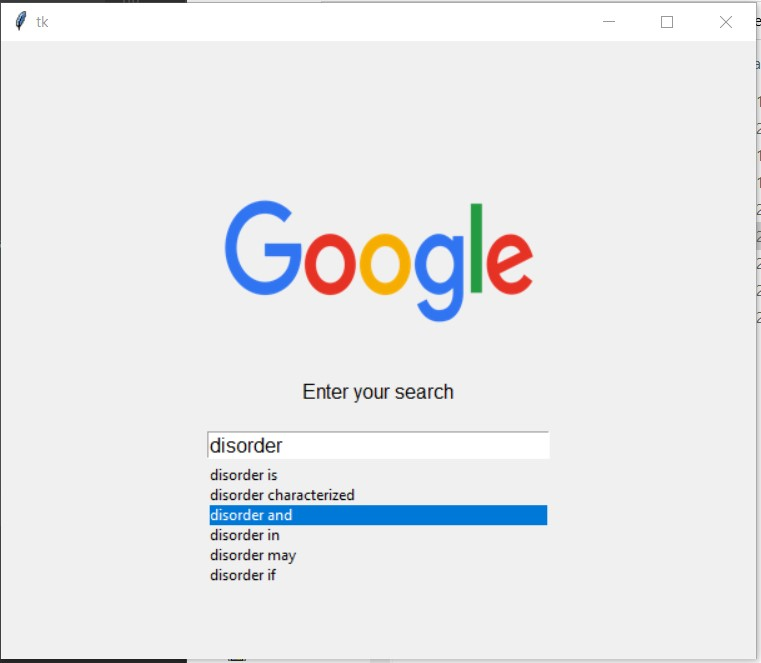 tk
Google
Enter your search
disorder
disorder is
disorder characterized
disorder and
disorder in
disorder may
disorder if